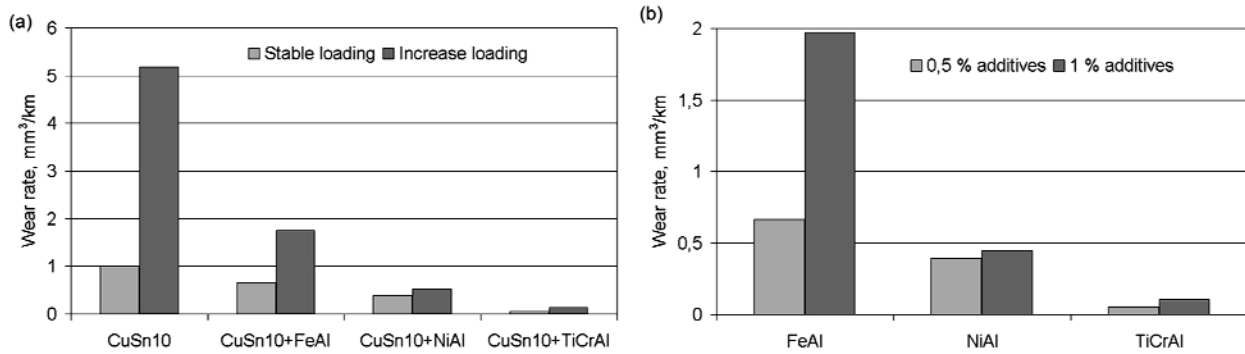 (a)
Wear rate, mm³/km
6
5
4
3
2
1
0
Stable loading
Increase loading
CuSn10
CuSn10+FeAl
CuSn10+NiAl
CuSn10+TiCrAl
(b)
Wear rate, mm³/km
2
1,5
1
0,5
0
0,5 % additives
1 % additives
FeAl
NiAl
TiCrAl